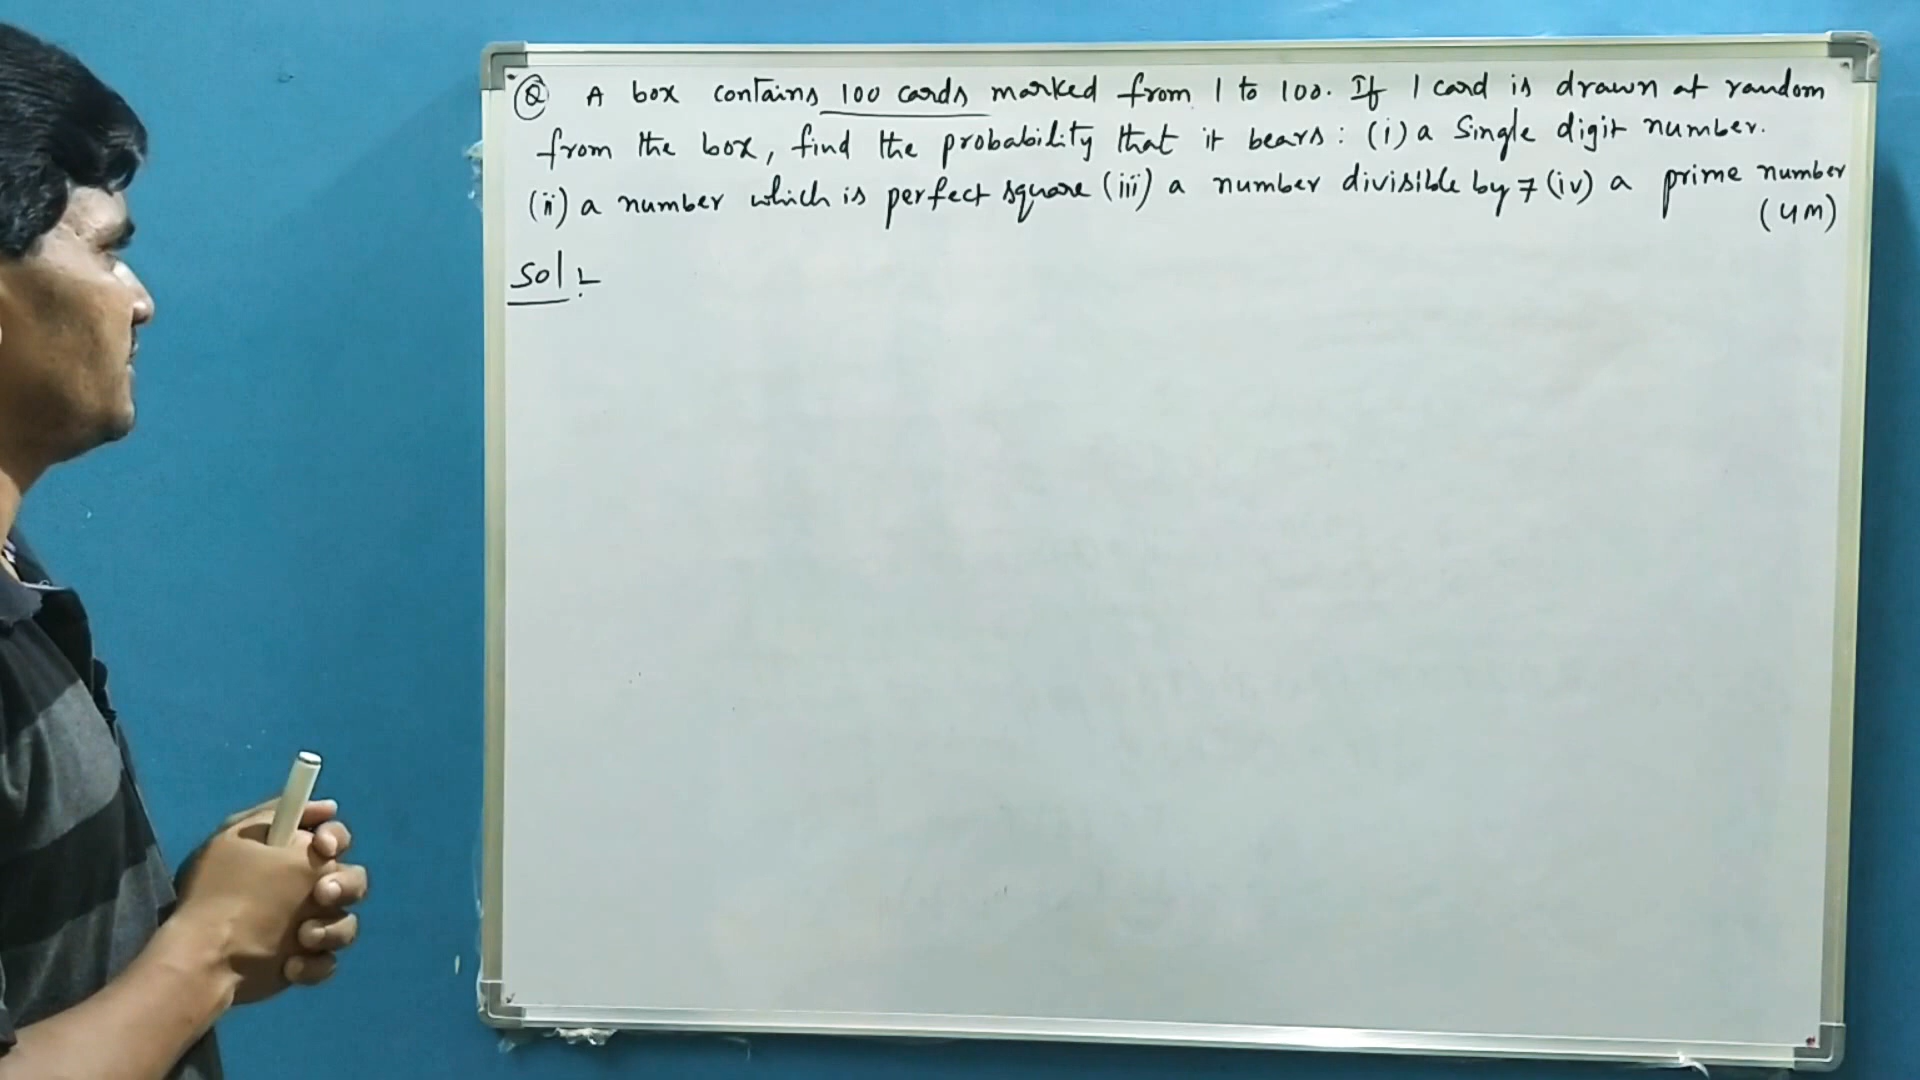 Q A box contains 100 cards marked from 1 to 100. If 1 card is drawn at random
from the box, find the probability that it bears: (i) a Single digit number.
(ii) a number which is perfect square (iii) a number divisible by 7 (iv) a prime number
(4M)
Sol:-